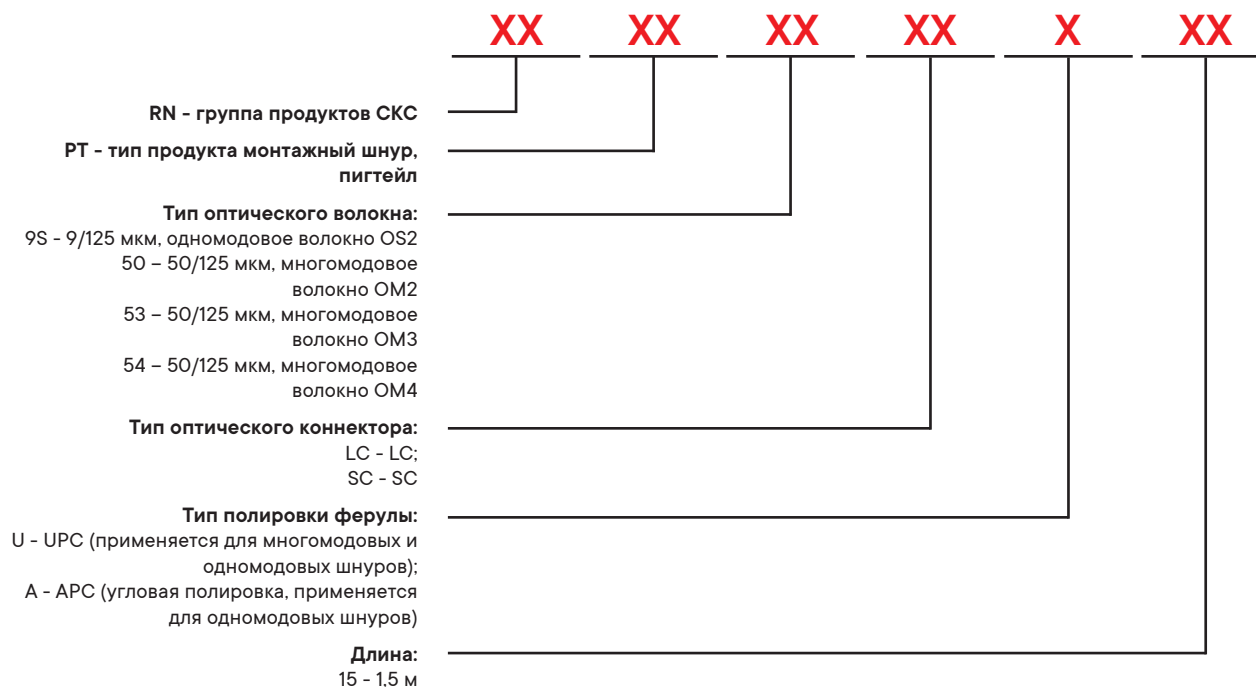 XX XX XX XX X XX
RN - группа продуктов СКС
PT - тип продукта монтажный шнур,
пигтейл
Тип оптического волокна:
9S - 9/125 мкм, одномодовое волокно OS2
50 – 50/125 мкм, многомодовое
волокно OM2
53 – 50/125 мкм, многомодовое
волокно OM3
54 – 50/125 мкм, многомодовое
волокно OM4
Тип оптического коннектора:
LC - LC;
SC - SC
Тип полировки ферулы:
U - UPC (применяется для многомодовых и
одномодовых шнуров);
A - APC (угловая полировка, применяется
для одномодовых шнуров)
Длина:
15 - 1,5 м